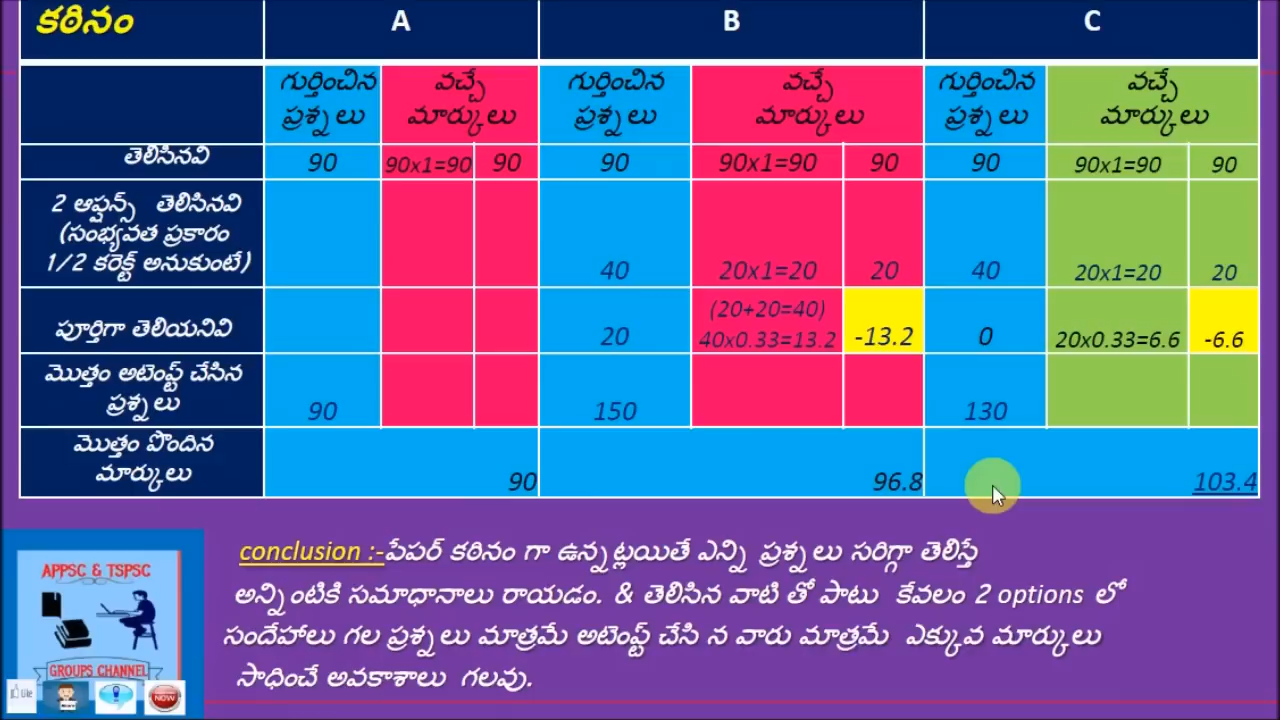 కఠినం A B C
గుర్తించిన వచ్చే గుర్తించిన వచ్చే గుర్తించిన వచ్చే
ప్రశ్నలు మార్కులు ప్రశ్నలు మార్కులు ప్రశ్నలు మార్కులు
తెలిసినవి 90 90x1=90 90 90 90x1=90 90 90 90x1=90 90
2 ఆప్షన్స్ తెలిసినవి
(సంభ్యవత ప్రకారం
1/2 కరెక్ట్ అనుకుంటే) 40 20x1=20 20 40 20x1=20 20
(20+20=40)
పూర్తిగా తెలియనివి 20 40x0.33=13.2 -13.2 0 20x0.33=6.6 -6.6
మొత్తం అటెంప్ట్ చేసిన
ప్రశ్నలు 90 150 130
మొత్తం పొందిన
మార్కులు 90 96.8 103.4
conclusion :-పేపర్ కఠినం గా ఉన్నట్లయితే ఎన్ని ప్రశ్నలు సరిగ్గా తెలిస్తే
అన్నింటికి సమాధానాలు రాయడం. & తెలిసిన వాటి తో పాటు కేవలం 2 options లో
సందేహాలు గల ప్రశ్నలు మాత్రమే అటెంప్ట్ చేసి న వారు మాత్రమే ఎక్కువ మార్కులు
సాధించే అవకాశాలు గలవు.
APPSC & TSPSC
GROUPS CHANNEL
Like
NOW